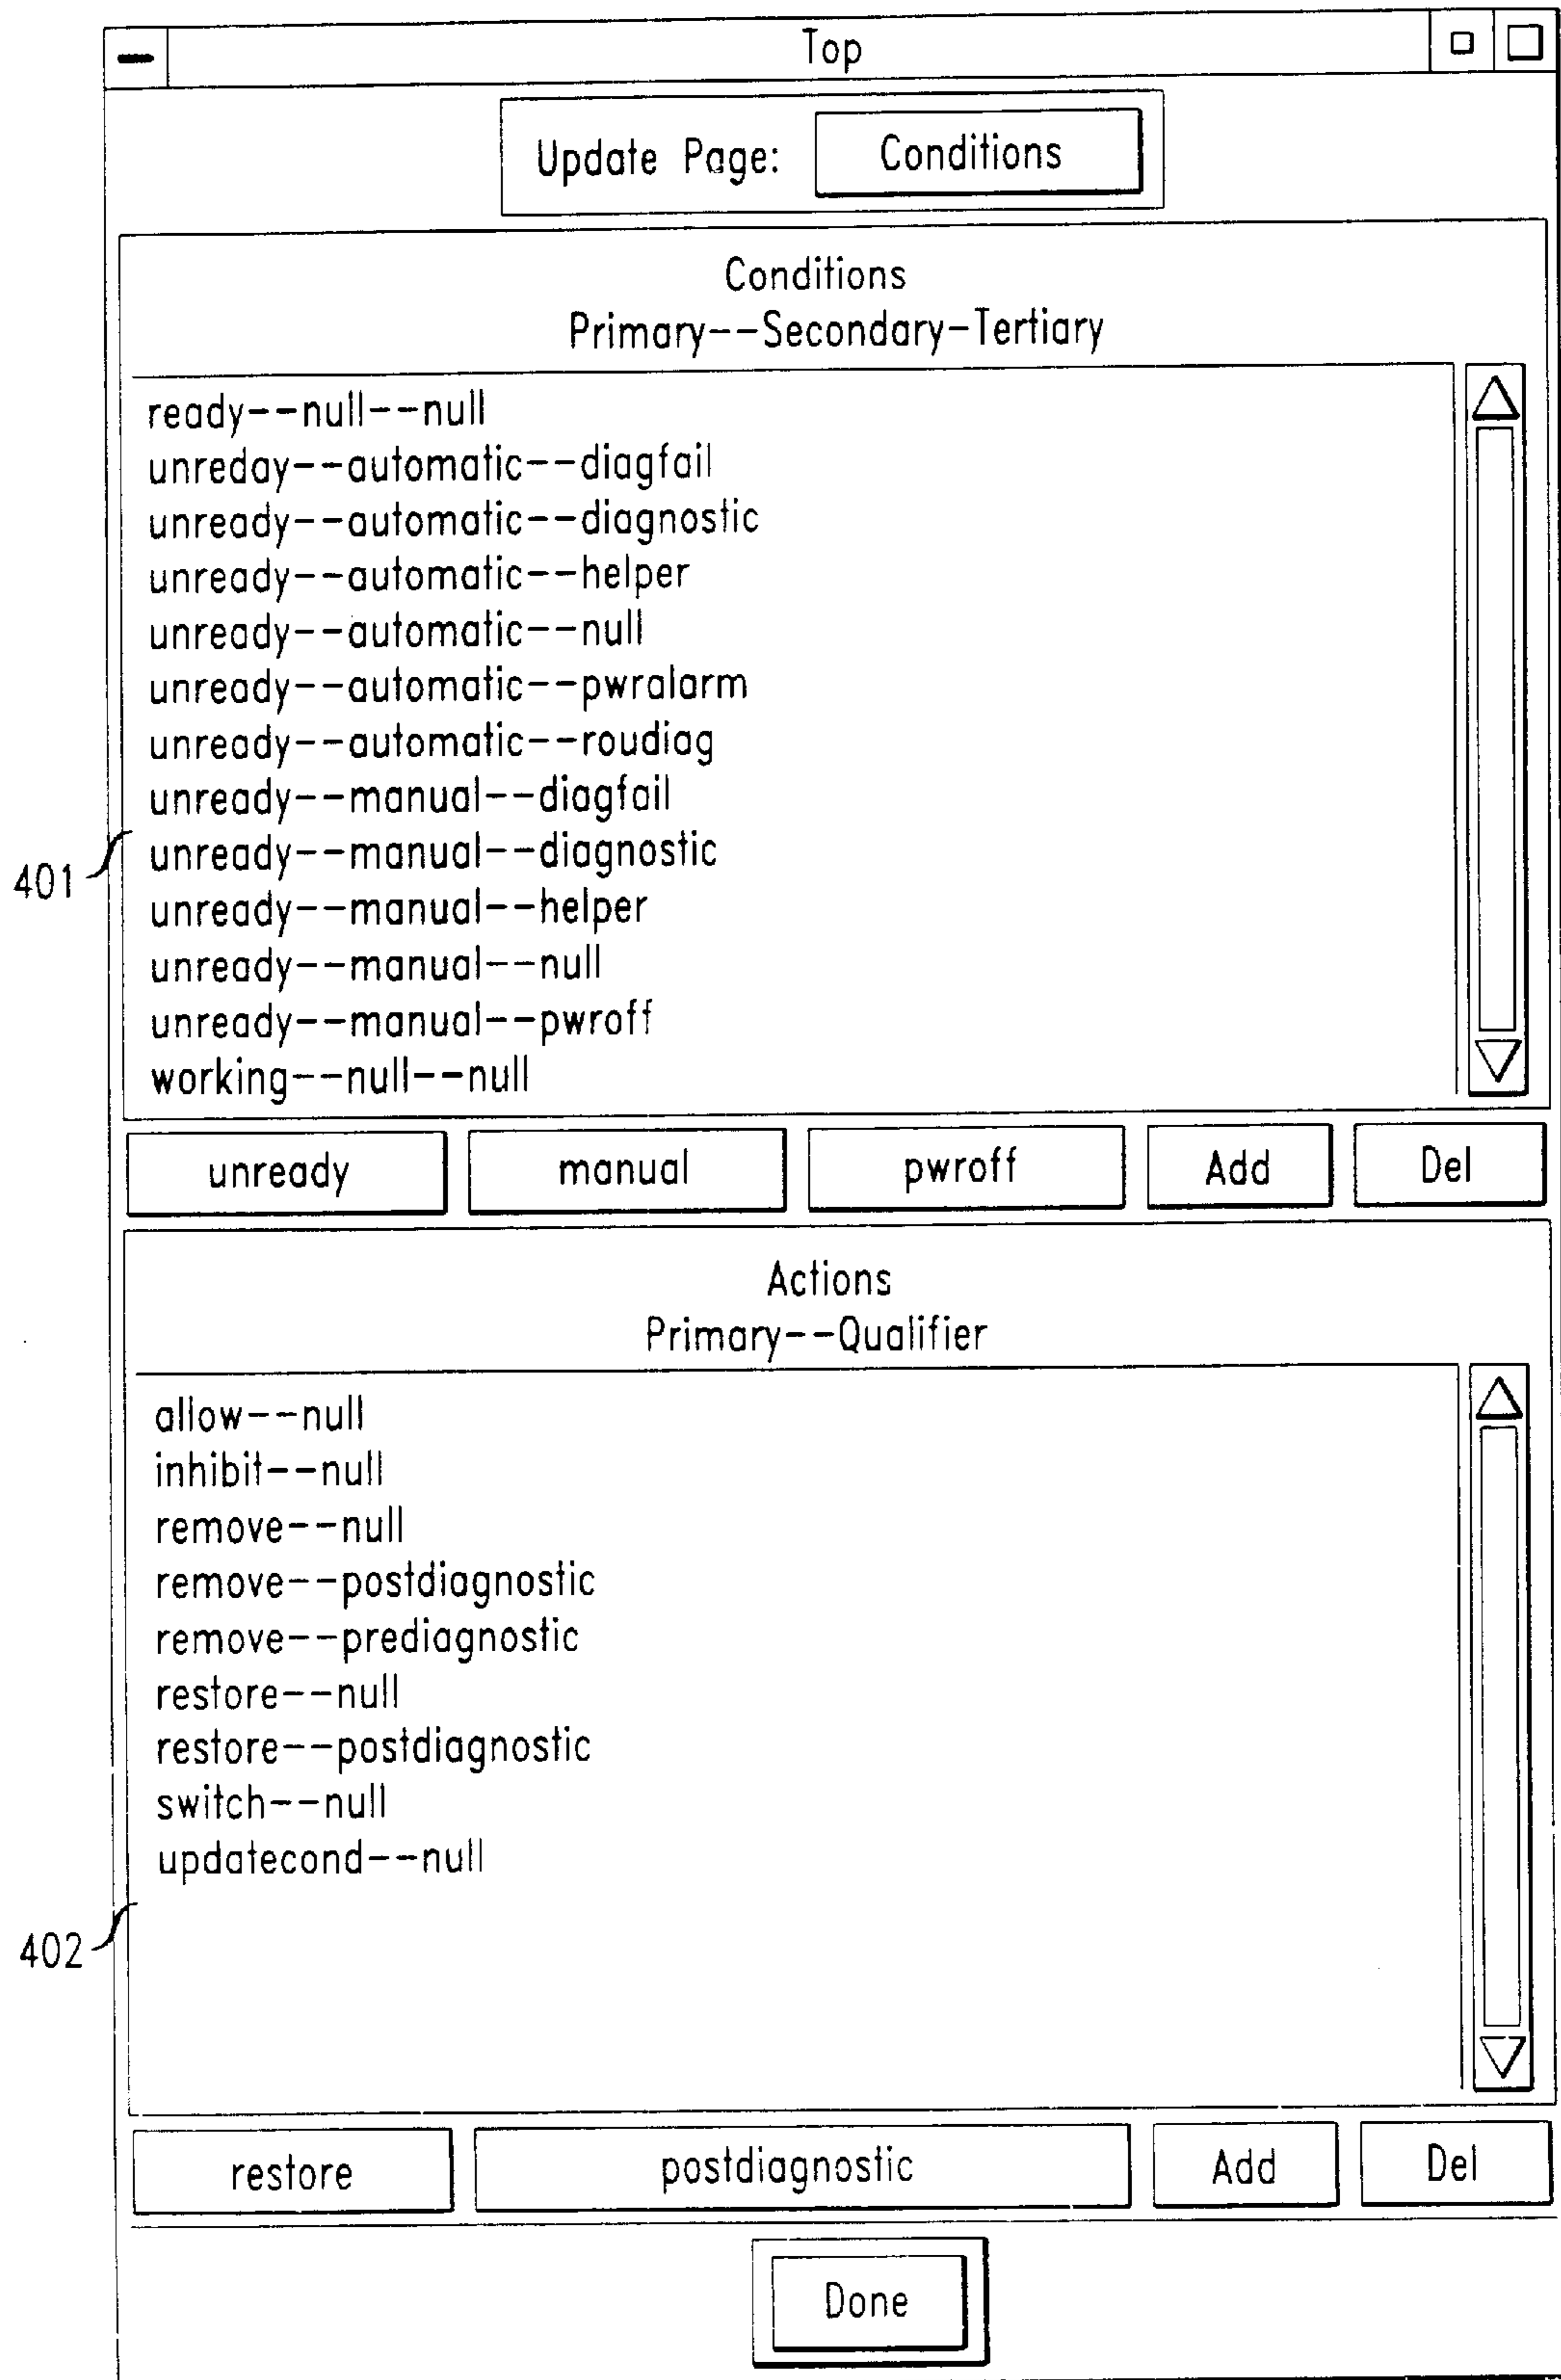 Top
Update Page: Conditions
Conditions
Primary--Secondary-Tertiary
ready--null--null
unreday--automatic--diagfail
unready--automatic--diagnostic
unready--automatic--helper
unready--automatic--null
unready--automatic--pwralarm
unready--automatic--roudiag
unready--manual--diagfail
unready--manual--diagnostic
401
unready--manual--helper
unready--manual--null
unready--manual--pwroff
working--null--null
unready manual pwroff Add Del
Actions
Primary--Qualifier
allow--null
inhibit--null
remove--null
remove--postdiagnostic
remove--prediagnostic
restore--null
restore--postdiagnostic
switch--null
updatecond--null
402
restore postdiagnostic Add Del
Done